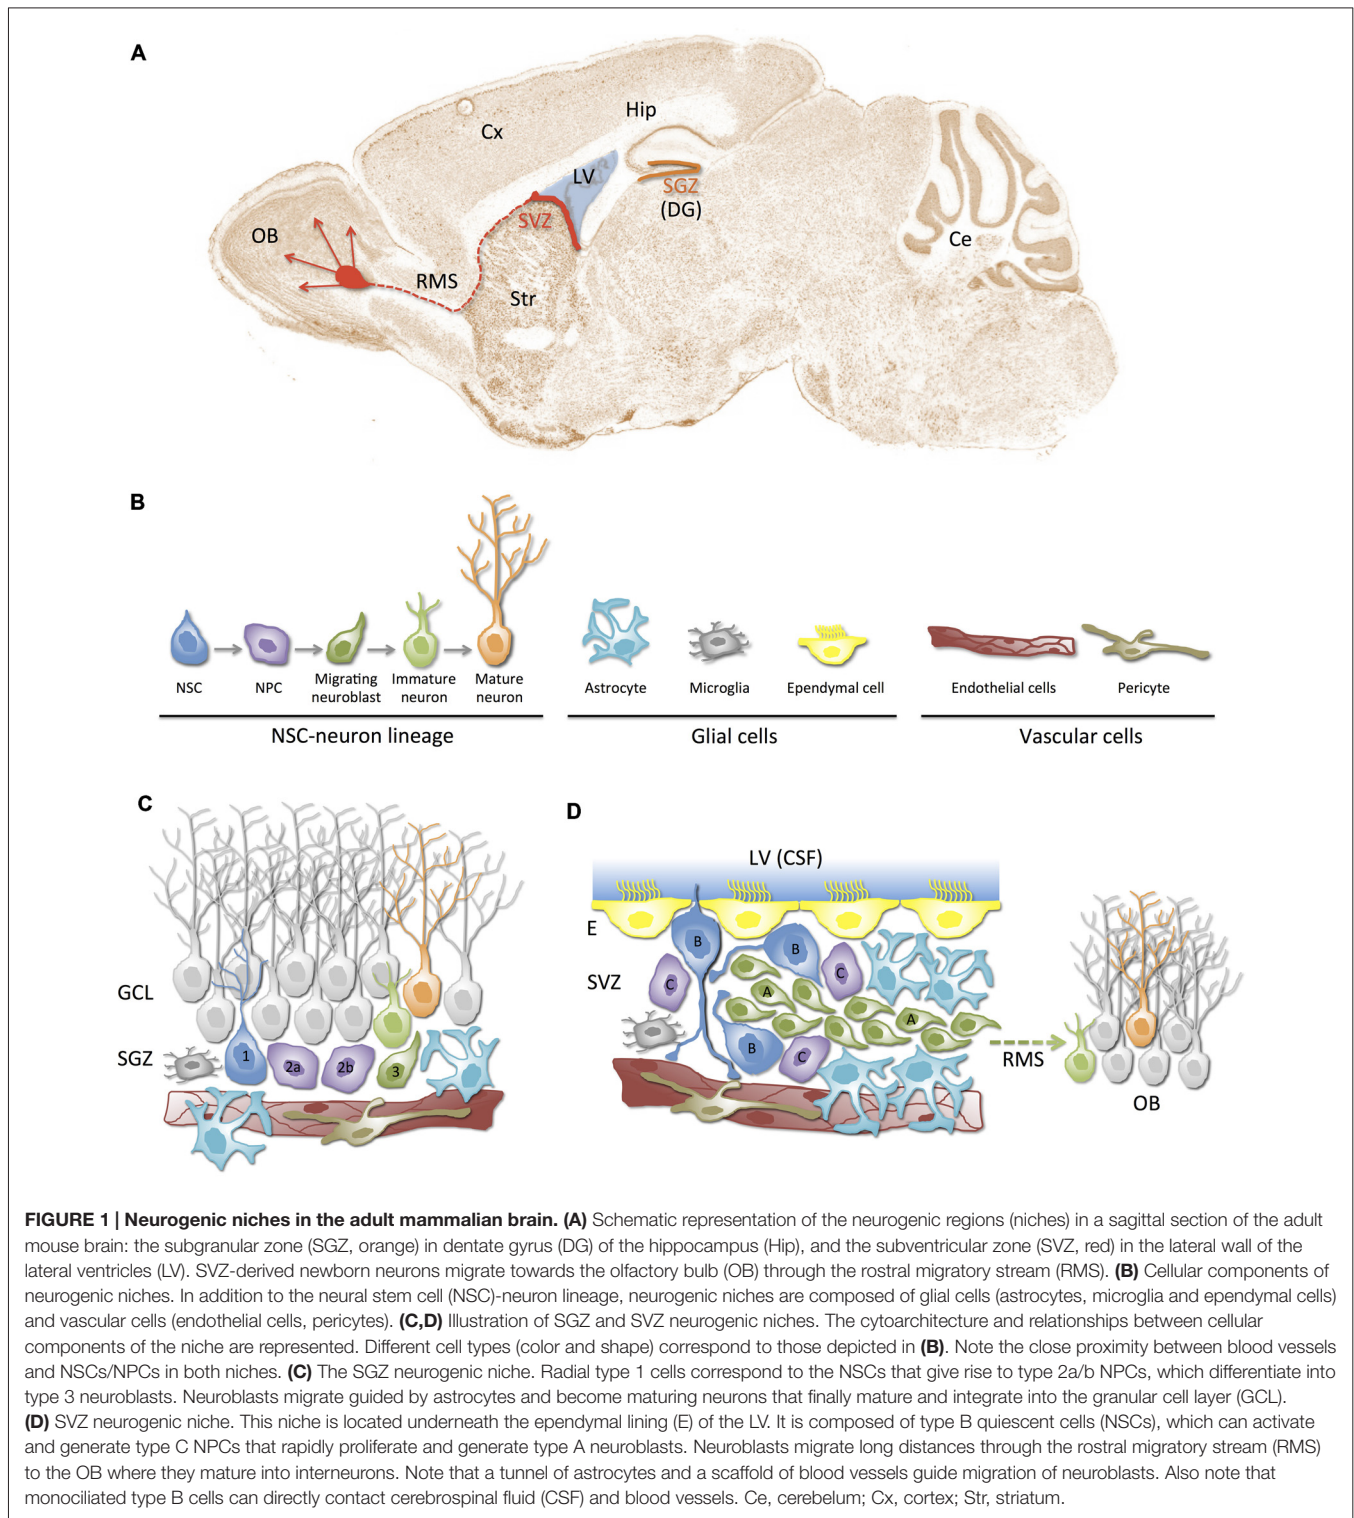 A
Hip
Cx
LV
SGZ
(DG)
SVZ
OB
Ce
RMS
Str
B
NSC
NPC
Migrating
neuroblast
Immature
neuron
Mature
neuron
Astrocyte
Microglia
Ependymal cell
Endothelial cells
Pericyte
NSC-neuron lineage
Glial cells
Vascular cells
C
GCL
SGZ
1
2a
2b
3
D
LV (CSF)
E
B
B
SVZ
C
C
A
A
B
C
RMS
OB
FIGURE 1 | Neurogenic niches in the adult mammalian brain. (A) Schematic representation of the neurogenic regions (niches) in a sagittal section of the adult
mouse brain: the subgranular zone (SGZ, orange) in dentate gyrus (DG) of the hippocampus (Hip), and the subventricular zone (SVZ, red) in the lateral wall of the
lateral ventricles (LV). SVZ-derived newborn neurons migrate towards the olfactory bulb (OB) through the rostral migratory stream (RMS). (B) Cellular components of
neurogenic niches. In addition to the neural stem cell (NSC)-neuron lineage, neurogenic niches are composed of glial cells (astrocytes, microglia and ependymal cells)
and vascular cells (endothelial cells, pericytes). (C,D) Illustration of SGZ and SVZ neurogenic niches. The cytoarchitecture and relationships between cellular
components of the niche are represented. Different cell types (color and shape) correspond to those depicted in (B). Note the close proximity between blood vessels
and NSCs/NPCs in both niches. (C) The SGZ neurogenic niche. Radial type 1 cells correspond to the NSCs that give rise to type 2a/b NPCs, which differentiate into
type 3 neuroblasts. Neuroblasts migrate guided by astrocytes and become maturing neurons that finally mature and integrate into the granular cell layer (GCL).
(D) SVZ neurogenic niche. This niche is located underneath the ependymal lining (E) of the LV. It is composed of type B quiescent cells (NSCs), which can activate
and generate type C NPCs that rapidly proliferate and generate type A neuroblasts. Neuroblasts migrate long distances through the rostral migratory stream (RMS)
to the OB where they mature into interneurons. Note that a tunnel of astrocytes and a scaffold of blood vessels guide migration of neuroblasts. Also note that
monociliated type B cells can directly contact cerebrospinal fluid (CSF) and blood vessels. Ce, cerebelum; Cx, cortex; Str, striatum.